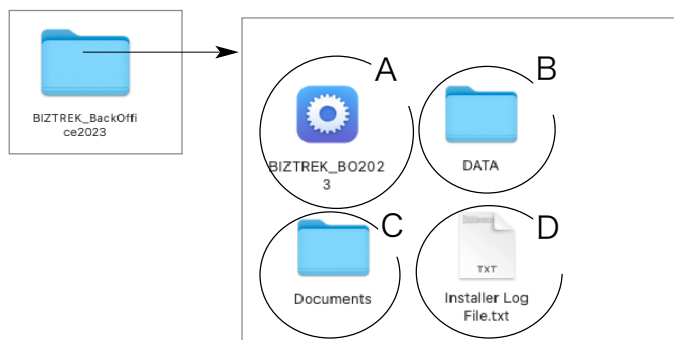 BIZTREK_BackOffi
ce2023
A
BIZTREK_BO202
3
B
DATA
C
Documents
D
TXT
Installer Log
File.txt